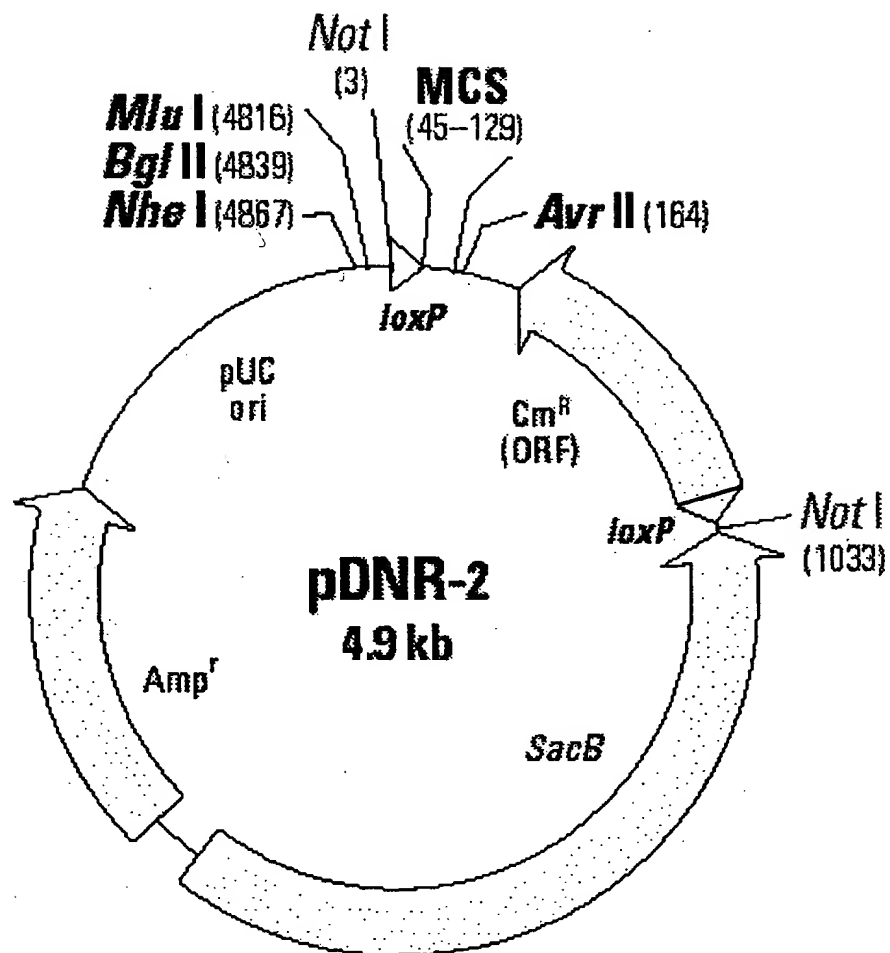 Not I
(3)
MCS
(45–129)
Mlu I (4816)
Bgl II (4839)
Nhe I (4867)
Avr II (164)
loxP
pUC
ori
CmR
(ORF)
loxP
Not I
(1033)
pDNR-2
4.9 kb
Ampr
SacB